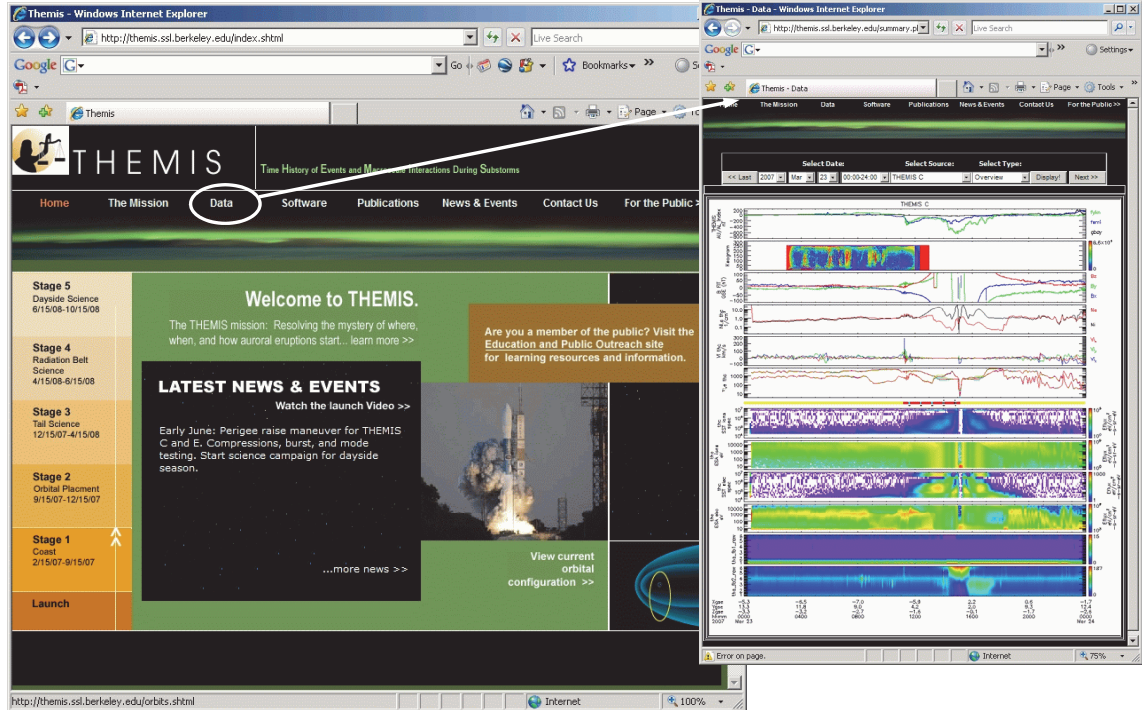 Themis - Windows Internet Explorer
http://themis.ssl.berkeley.edu/index.shtml
Live Search
Google
Go
Bookmarks
Themis
Page
THEMIS
Time History of Events and Macroscale Interactions During Substorms
Home The Mission Data Software Publications News & Events Contact Us For the Public >
Stage 5
Dayside Science
6/15/08-10/15/08
Stage 4
Radiation Belt
Science
4/15/08-6/15/08
Stage 3
Tail Science
12/15/07-4/15/08
Stage 2
Orbital Placment
9/15/07-12/15/07
Stage 1
Coast
2/15/07-9/15/07
Launch
Welcome to THEMIS.
The THEMIS mission: Resolving the mystery of where,
when, and how auroral eruptions start... learn more >>
Are you a member of the public? Visit the
Education and Public Outreach site
for learning resources and information.
LATEST NEWS & EVENTS
Watch the launch Video >>
Early June: Perigee raise maneuver for THEMIS
C and E. Compressions, burst, and mode
testing. Start science campaign for dayside
season.
...more news >>
View current
orbital
configuration >>
http://themis.ssl.berkeley.edu/orbits.shtml
Internet
100%
Themis - Data - Windows Internet Explorer
http://themis.ssl.berkeley.edu/summary.p
Live Search
Google
Settings
Themis - Data
Page Tools
The Mission Data Software Publications News & Events Contact Us For the Public >>
Select Date: Select Source: Select Type:
<< Last 2007 Mar 23 00:00-24:00 THEMIS C Overview Display! Next >>
THEMIS C
Error on page.
Internet
75%